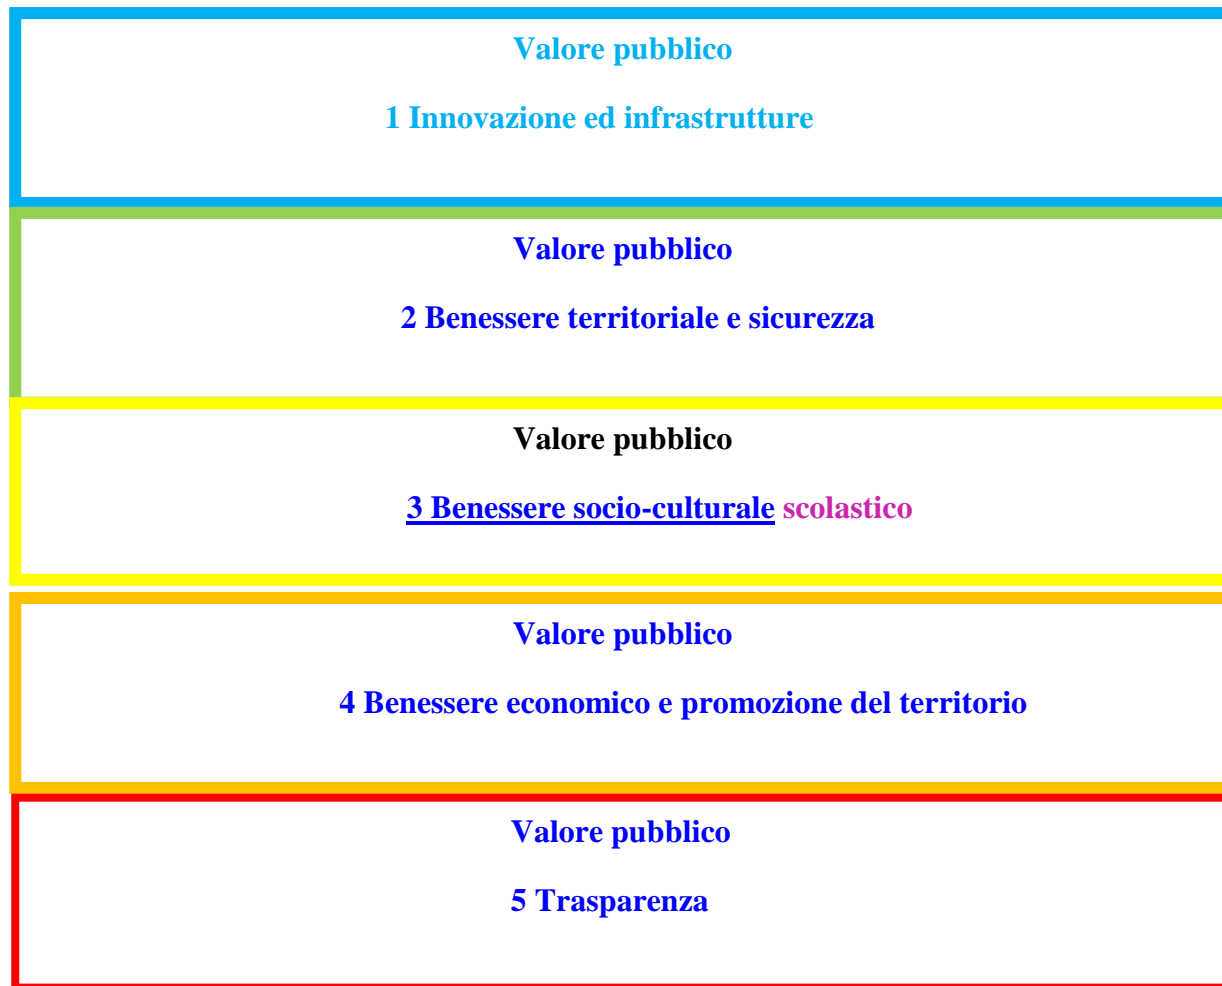 Valore pubblico
1 Innovazione ed infrastrutture
Valore pubblico
2 Benessere territoriale e sicurezza
Valore pubblico
3 Benessere socio-culturale scolastico
Valore pubblico
4 Benessere economico e promozione del territorio
Valore pubblico
5 Trasparenza